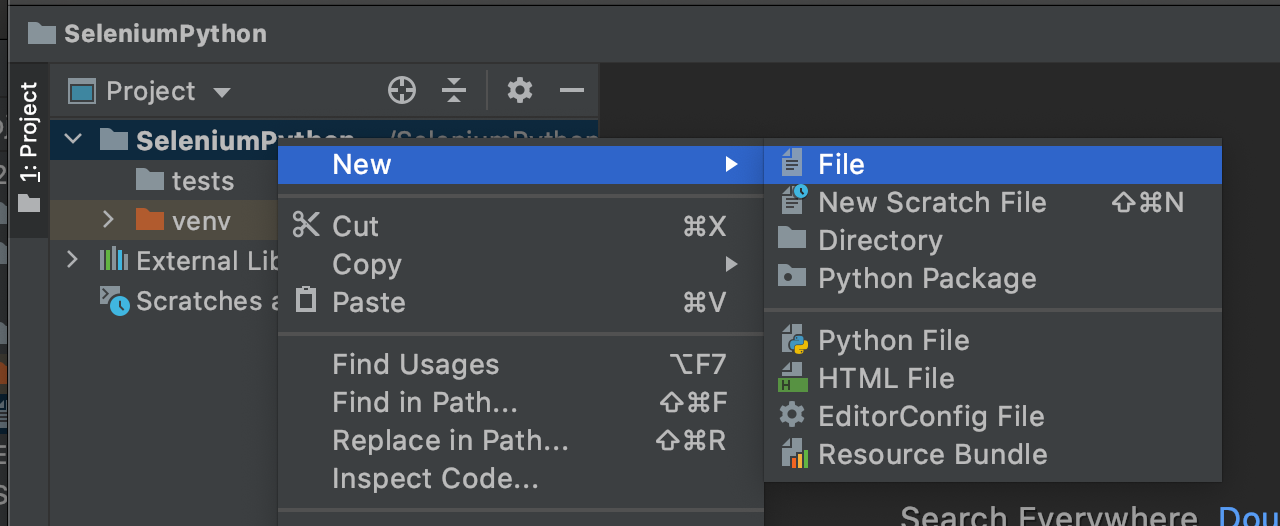 SeleniumPython
1: Project
Project
SeleniumPython
tests
venv
External Lib
Scratches a
New
Cut ⌘X
Copy
Paste ⌘V
Find Usages ⌥F7
Find in Path... ⇧⌘F
Replace in Path... ⇧⌘R
Inspect Code...
File
New Scratch File ⇧⌘N
Directory
Python Package
Python File
HTML File
EditorConfig File
Resource Bundle
Search Everywhere Dou